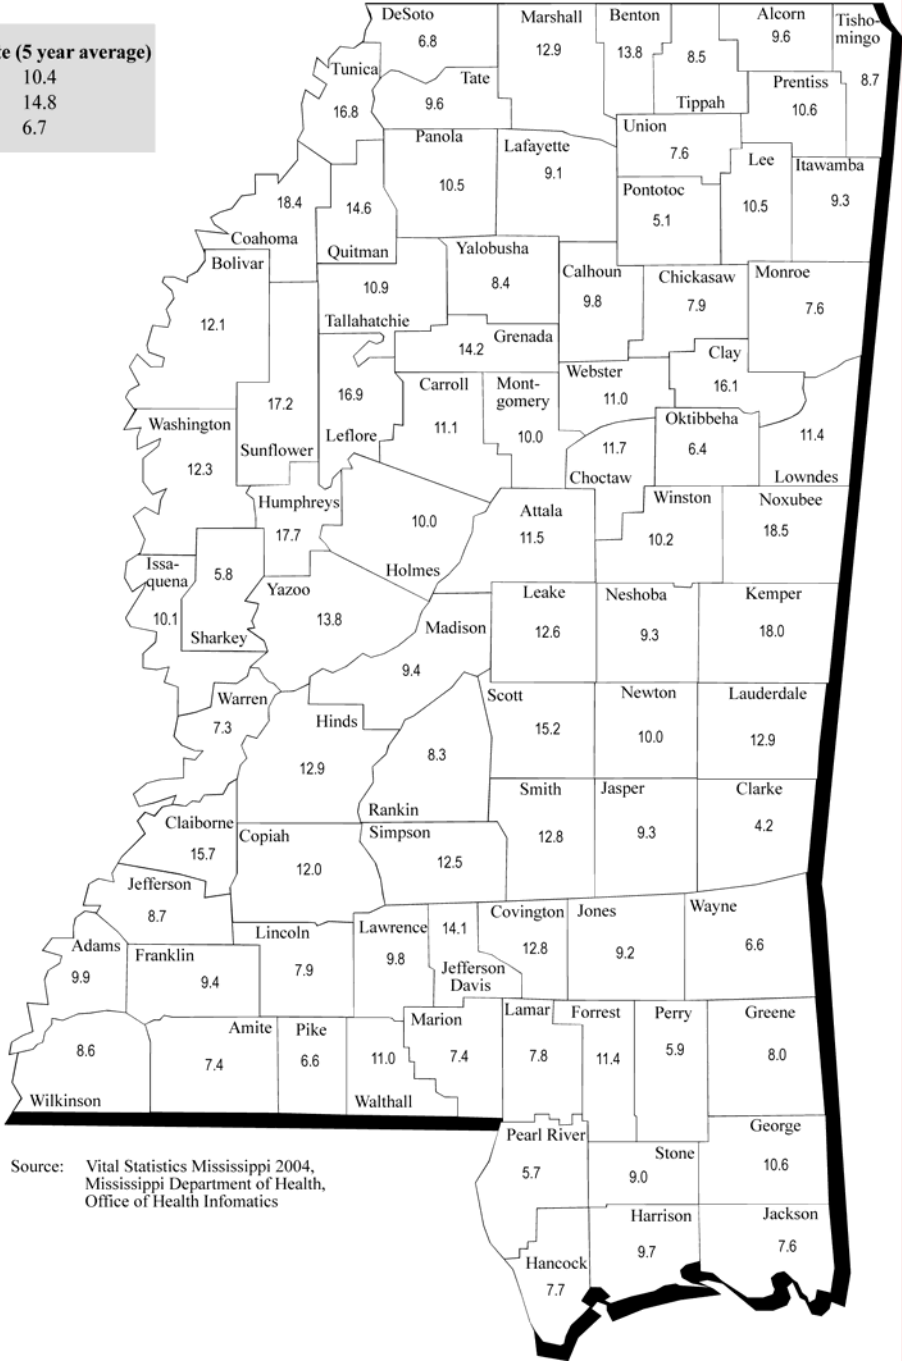 te (5 year average)
10.4
14.8
6.7
DeSoto
6.8
Marshall
12.9
Benton
13.8
8.5
Tippah
Alcorn
9.6
Tisho-
mingo
8.7
Tunica
16.8
Tate
9.6
Prentiss
10.6
Panola
10.5
Lafayette
9.1
Union
7.6
Lee
10.5
Itawamba
9.3
18.4
Coahoma
14.6
Quitman
Pontotoc
5.1
Bolivar
12.1
10.9
Tallahatchie
Yalobusha
8.4
Calhoun
9.8
Chickasaw
7.9
Monroe
7.6
14.2
Grenada
Clay
16.1
17.2
Sunflower
16.9
Leflore
Carroll
11.1
Mont-
gomery
10.0
Webster
11.0
Washington
12.3
11.7
Choctaw
Oktibbeha
6.4
11.4
Lowndes
Humphreys
17.7
10.0
Holmes
Attala
11.5
Winston
10.2
Noxubee
18.5
Issa-
quena
10.1
5.8
Sharkey
Yazoo
13.8
Madison
9.4
Leake
12.6
Neshoba
9.3
Kemper
18.0
Warren
7.3
Hinds
12.9
8.3
Rankin
Scott
15.2
Newton
10.0
Lauderdale
12.9
Claiborne
15.7
Copiah
12.0
Simpson
12.5
Smith
12.8
Jasper
9.3
Clarke
4.2
Jefferson
8.7
Adams
9.9
Franklin
9.4
Lincoln
7.9
Lawrence
9.8
14.1
Jefferson
Davis
Covington
12.8
Jones
9.2
Wayne
6.6
8.6
Wilkinson
Amite
7.4
Pike
6.6
11.0
Walthall
Marion
7.4
Lamar
7.8
Forrest
11.4
Perry
5.9
Greene
8.0
Pearl River
5.7
Stone
9.0
George
10.6
Hancock
7.7
Harrison
9.7
Jackson
7.6
Source: Vital Statistics Mississippi 2004,
Mississippi Department of Health,
Office of Health Infomatics